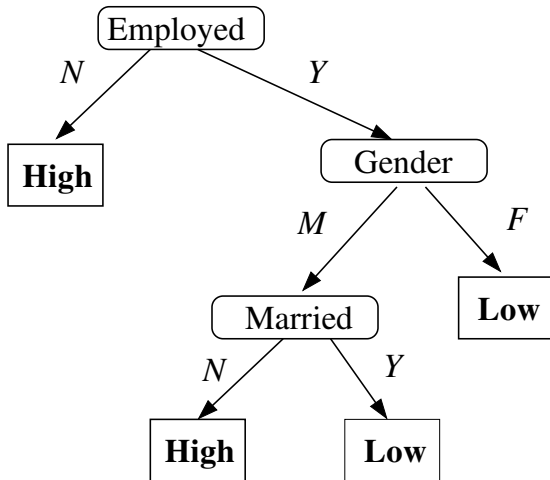 Employed
N
Y
High
Gender
M
F
Low
Married
N
Y
High
Low